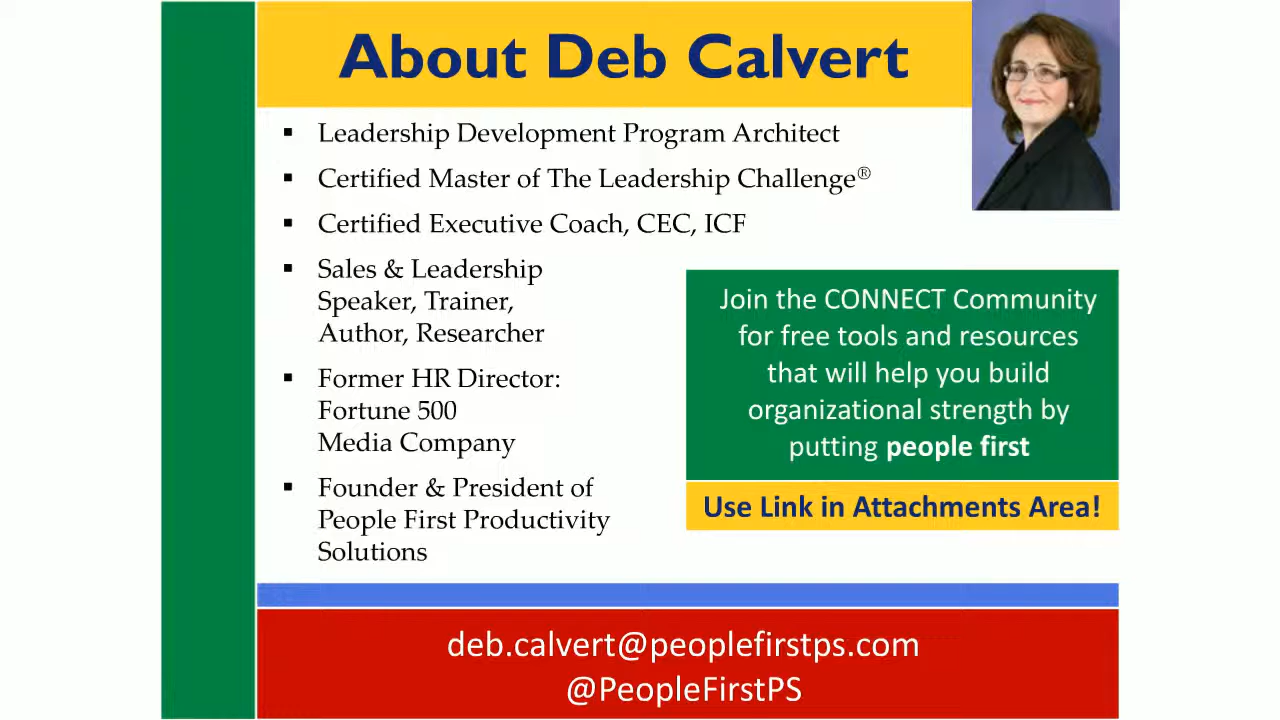 About Deb Calvert
▪ Leadership Development Program Architect
▪ Certified Master of The Leadership Challenge®
▪ Certified Executive Coach, CEC, ICF
▪ Sales & Leadership
Speaker, Trainer,
Author, Researcher
▪ Former HR Director:
Fortune 500
Media Company
▪ Founder & President of
People First Productivity
Solutions
Join the CONNECT Community
for free tools and resources
that will help you build
organizational strength by
putting people first
Use Link in Attachments Area!
deb.calvert@peoplefirstps.com
@PeopleFirstPS